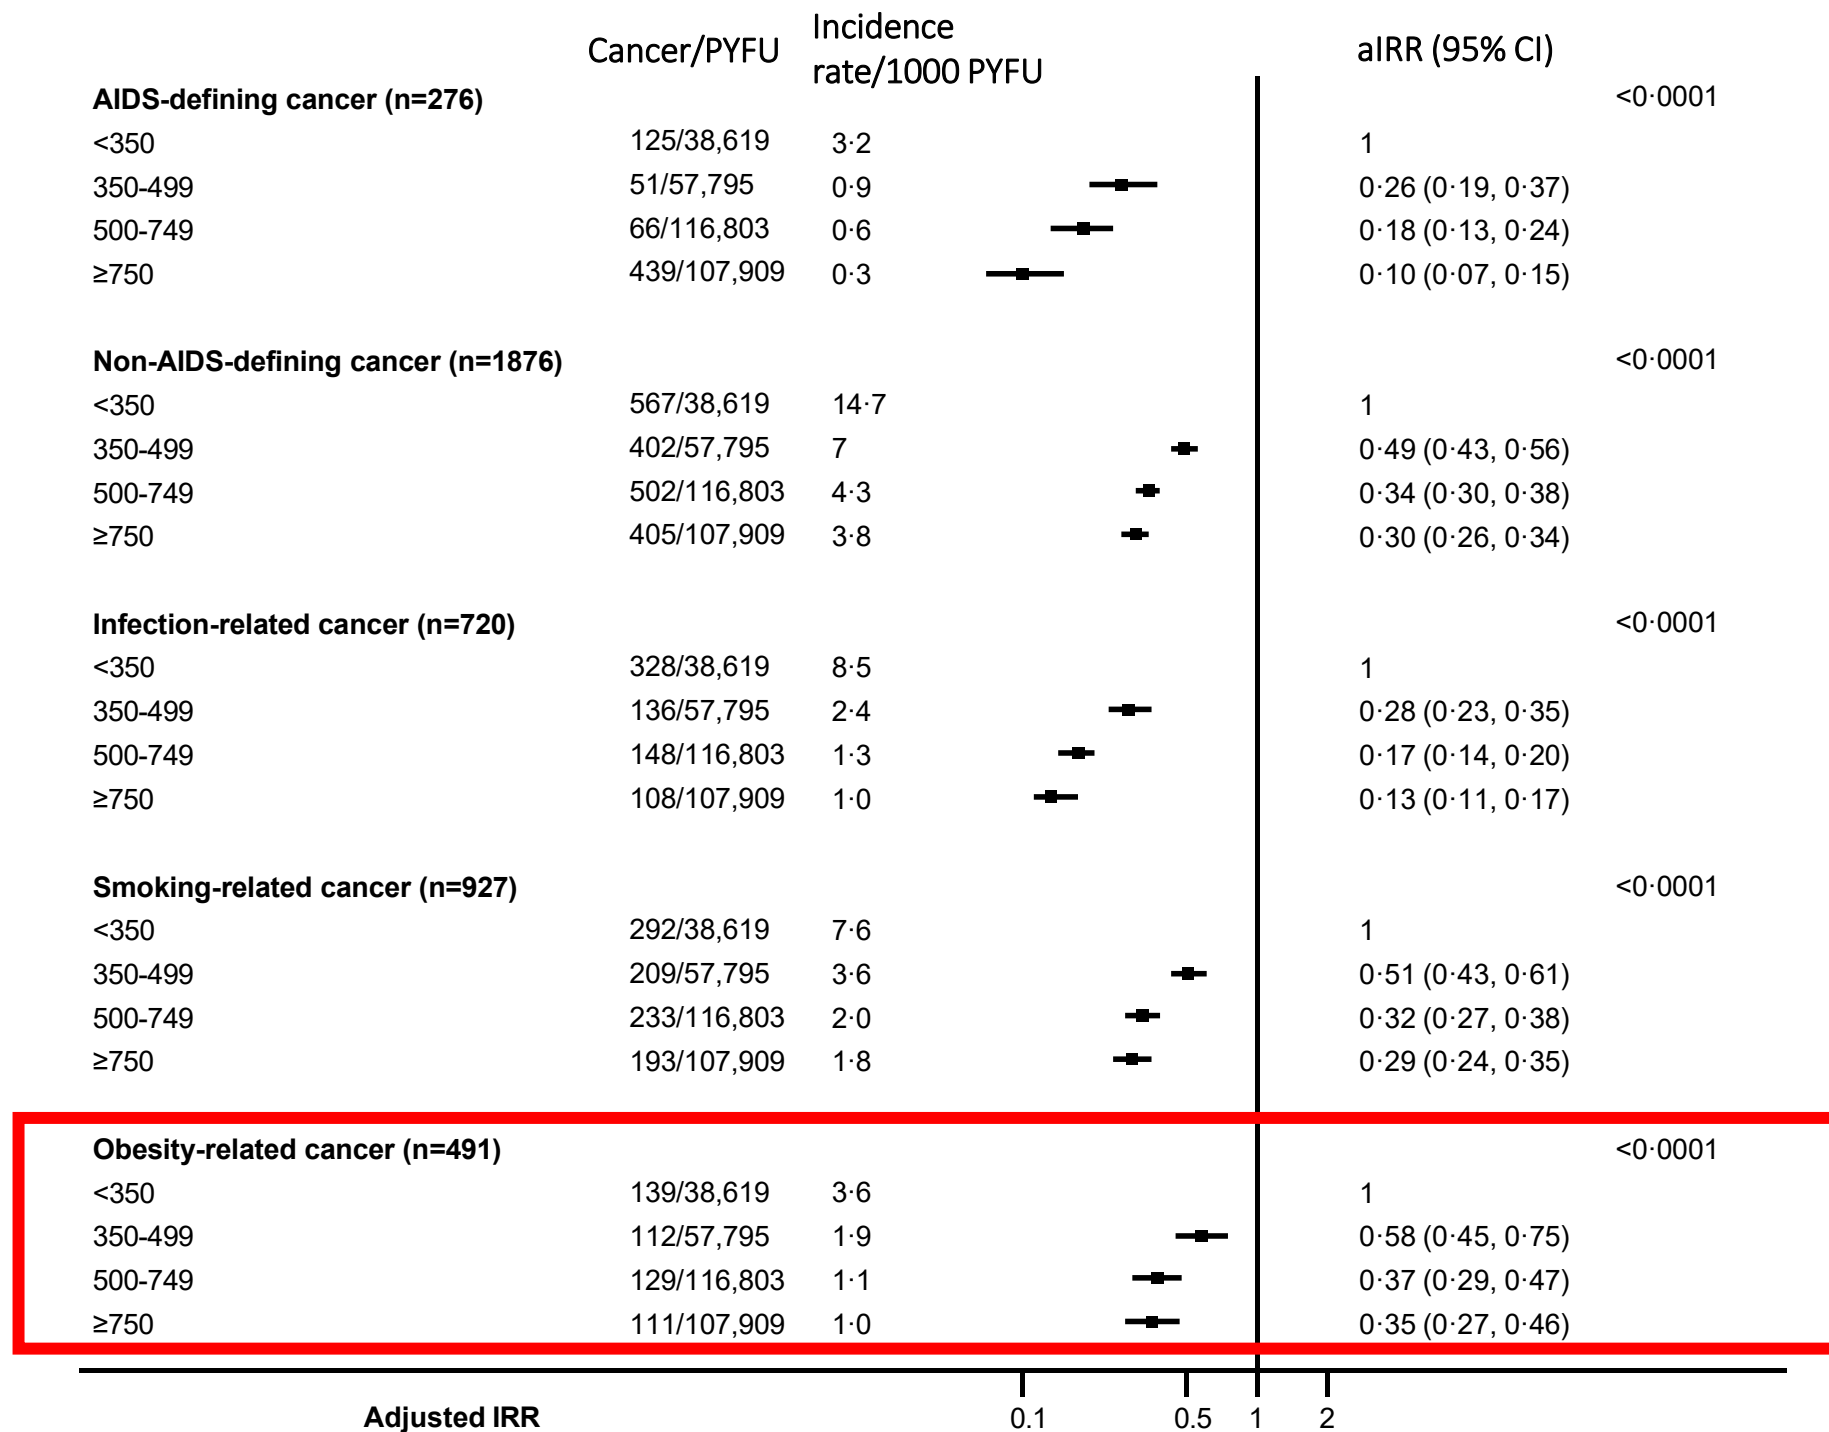 Cancer/PYFU Incidence rate/1000 PYFU aIRR (95% CI)
AIDS-defining cancer (n=276) <0·0001
<350 125/38,619 3·2 1
350-499 51/57,795 0·9 0·26 (0·19, 0·37)
500-749 66/116,803 0·6 0·18 (0·13, 0·24)
≥750 439/107,909 0·3 0·10 (0·07, 0·15)
Non-AIDS-defining cancer (n=1876) <0·0001
<350 567/38,619 14·7 1
350-499 402/57,795 7 0·49 (0·43, 0·56)
500-749 502/116,803 4·3 0·34 (0·30, 0·38)
≥750 405/107,909 3·8 0·30 (0·26, 0·34)
Infection-related cancer (n=720) <0·0001
<350 328/38,619 8·5 1
350-499 136/57,795 2·4 0·28 (0·23, 0·35)
500-749 148/116,803 1·3 0·17 (0·14, 0·20)
≥750 108/107,909 1·0 0·13 (0·11, 0·17)
Smoking-related cancer (n=927) <0·0001
<350 292/38,619 7·6 1
350-499 209/57,795 3·6 0·51 (0·43, 0·61)
500-749 233/116,803 2·0 0·32 (0·27, 0·38)
≥750 193/107,909 1·8 0·29 (0·24, 0·35)
Obesity-related cancer (n=491) <0·0001
<350 139/38,619 3·6 1
350-499 112/57,795 1·9 0·58 (0·45, 0·75)
500-749 129/116,803 1·1 0·37 (0·29, 0·47)
≥750 111/107,909 1·0 0·35 (0·27, 0·46)
Adjusted IRR 0.1 0.5 1 2